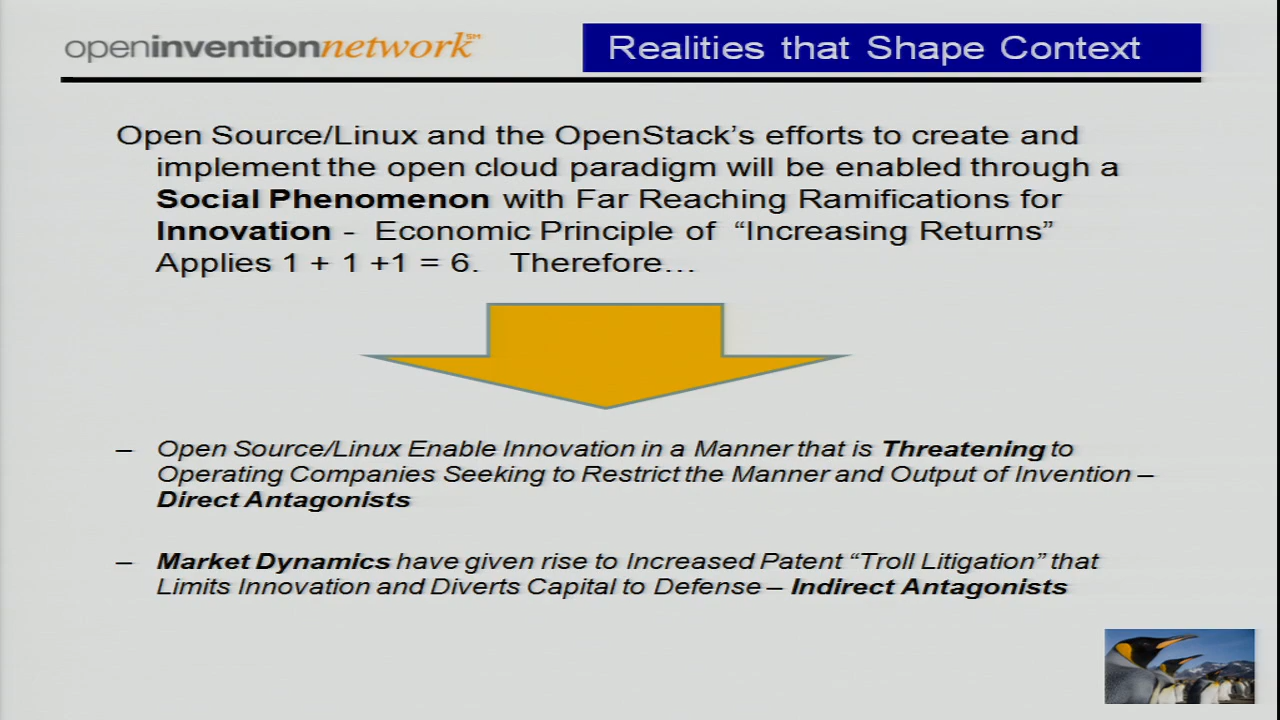 openinventionnetwork℠
Realities that Shape Context
Open Source/Linux and the OpenStack's efforts to create and
implement the open cloud paradigm will be enabled through a
Social Phenomenon with Far Reaching Ramifications for
Innovation - Economic Principle of “Increasing Returns”
Applies 1 + 1 +1 = 6. Therefore…
– Open Source/Linux Enable Innovation in a Manner that is Threatening to
Operating Companies Seeking to Restrict the Manner and Output of Invention –
Direct Antagonists
– Market Dynamics have given rise to Increased Patent “Troll Litigation” that
Limits Innovation and Diverts Capital to Defense – Indirect Antagonists